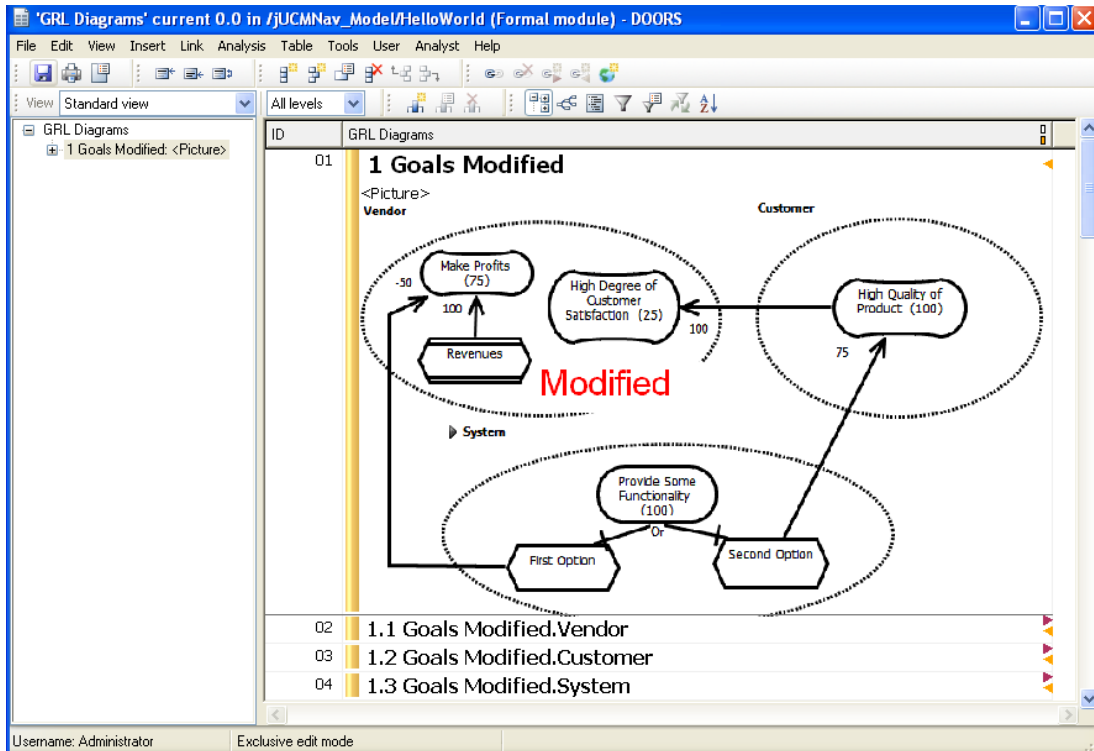 'GRL Diagrams' current 0.0 in /jUCMNav_Model/HelloWorld (Formal module) - DOORS
File Edit View Insert Link Analysis Table Tools User Analyst Help
View Standard view All levels
GRL Diagrams
1 Goals Modified: <Picture>
ID GRL Diagrams
01 1 Goals Modified
<Picture>
Vendor
Customer
Make Profits
(75)
-50
100
High Degree of
Customer
Satisfaction (25)
100
High Quality of
Product (100)
75
Revenues
Modified
System
Provide Some
Functionality
(100)
Or
First Option
Second Option
02 1.1 Goals Modified.Vendor
03 1.2 Goals Modified.Customer
04 1.3 Goals Modified.System
Username: Administrator Exclusive edit mode